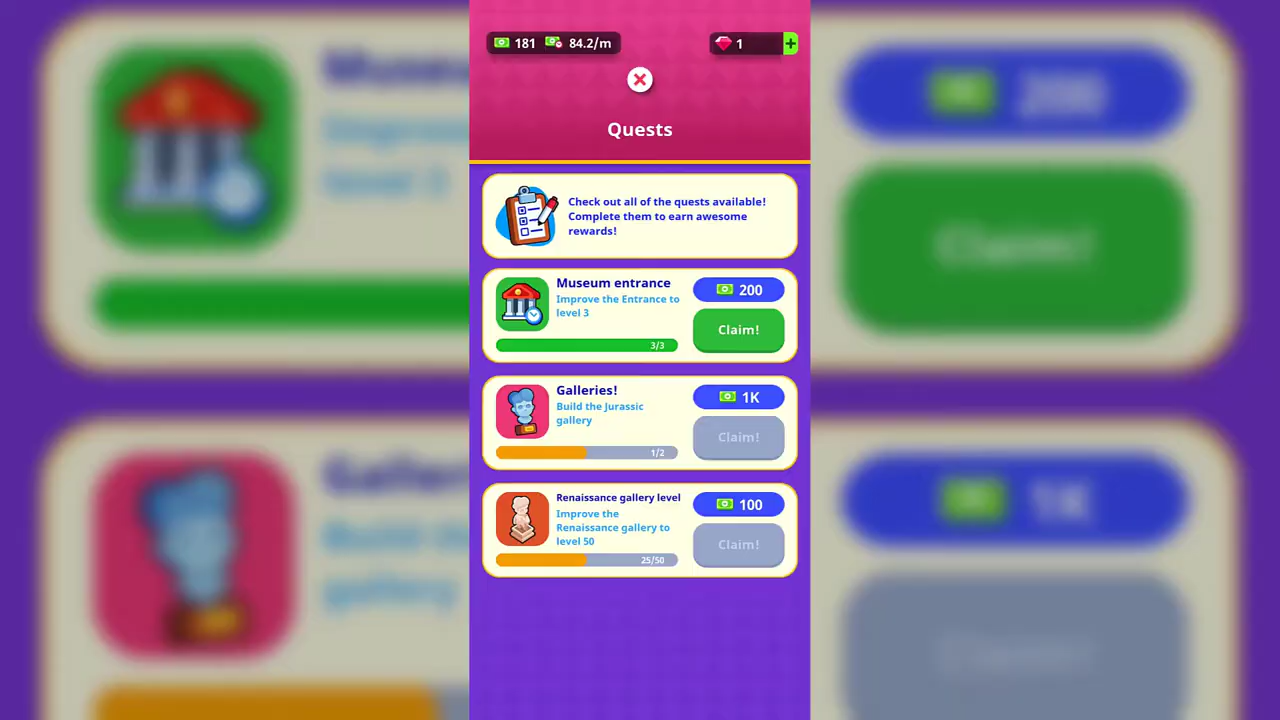 181 84.2/m 1 +
Quests
Check out all of the quests available!
Complete them to earn awesome
rewards!
Museum entrance
Improve the Entrance to
level 3
3/3
200
Claim!
Galleries!
Build the Jurassic
gallery
1/2
1K
Claim!
Renaissance gallery level
Improve the
Renaissance gallery to
level 50
25/50
100
Claim!